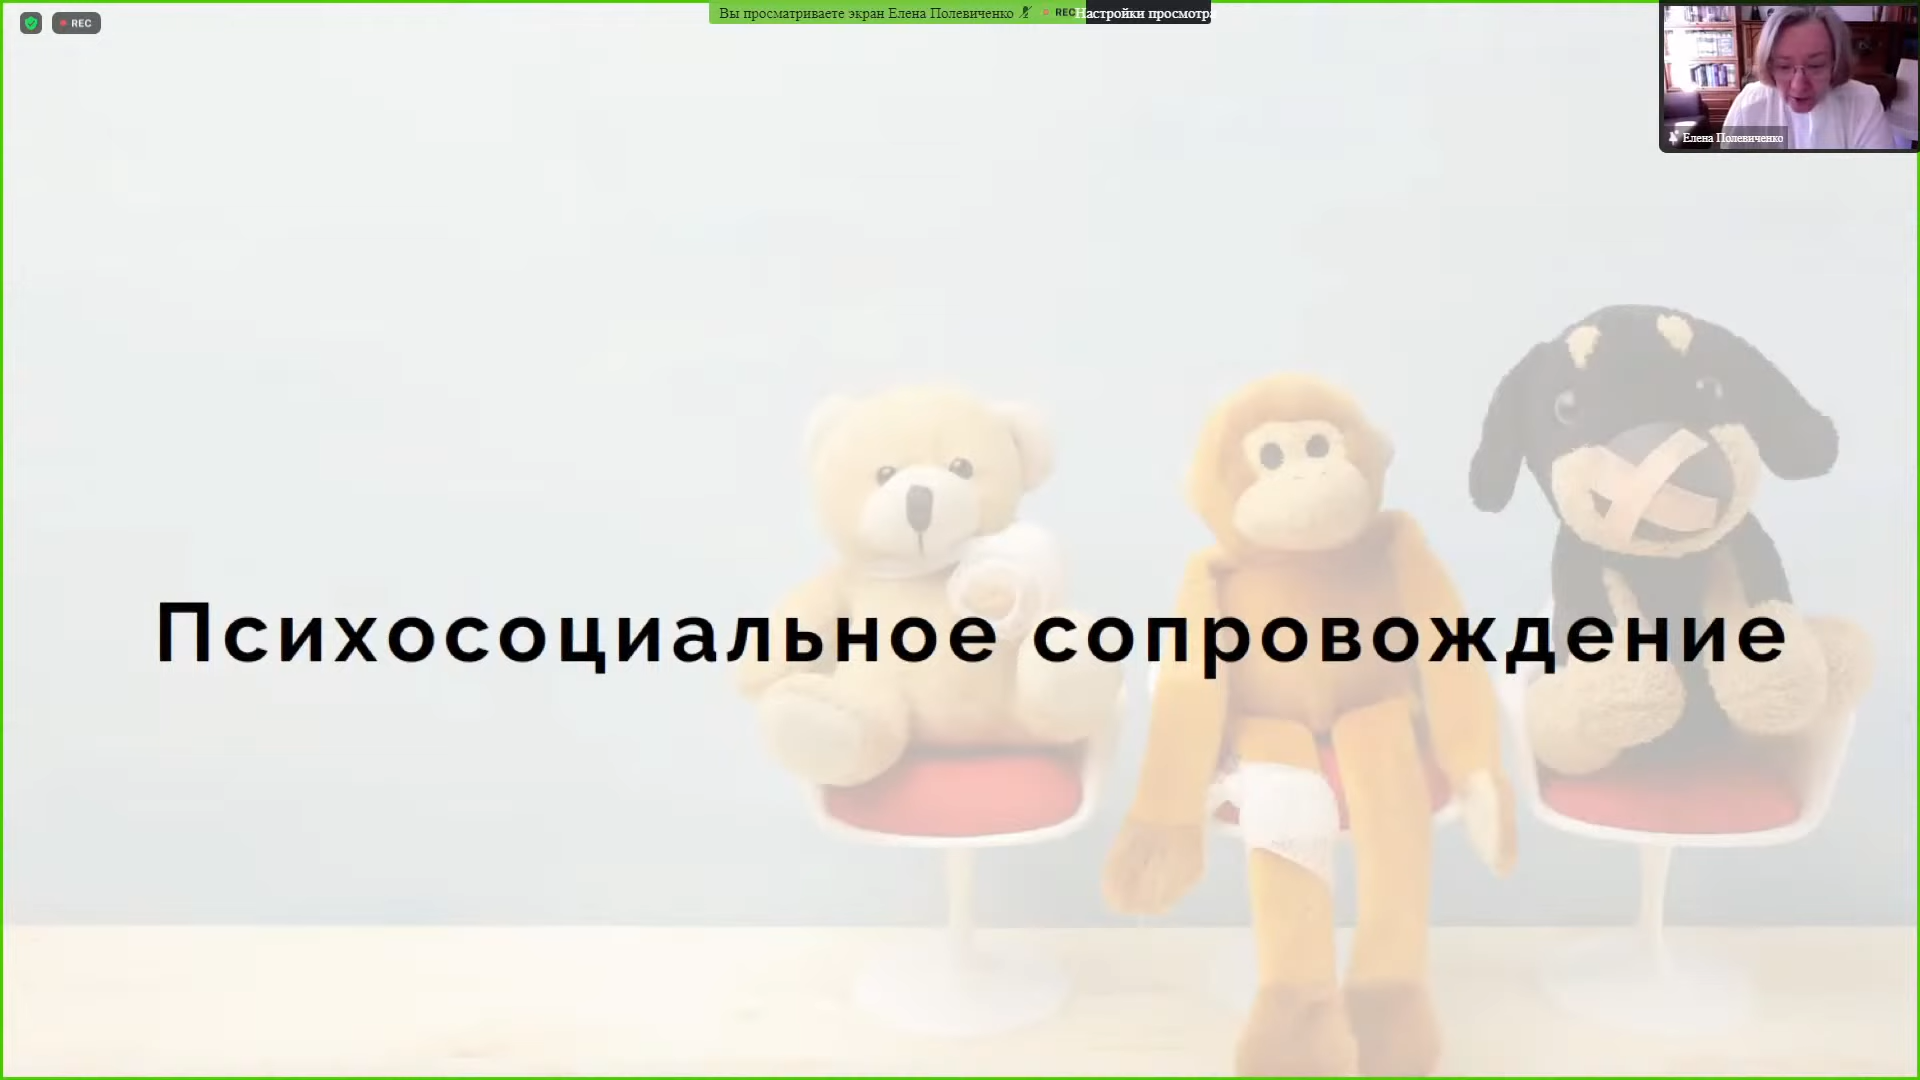 REC
Вы просматриваете экран Елена Полевиченко
REC
Настройки просмотра
Елена Полевиченко
Психосоциальное сопровождение